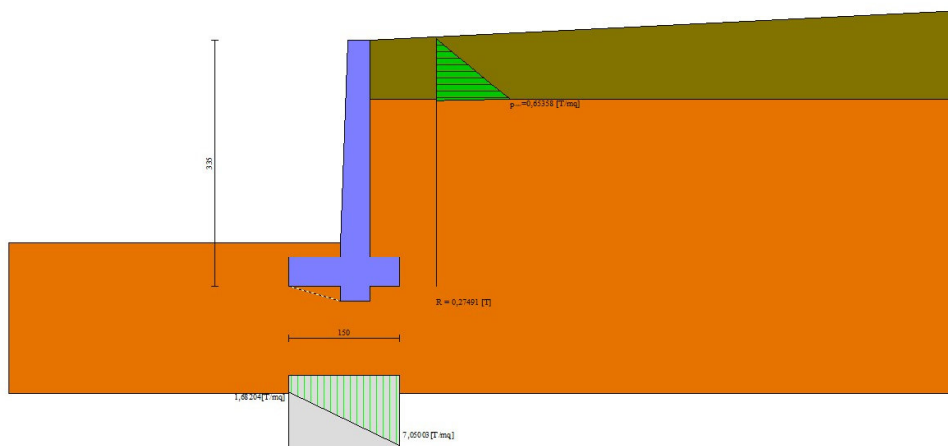 p...=0,65358 [T/mq]
335
R = 0,27491 [T]
150
1,68204[T/mq]
7,05003[T/mq]